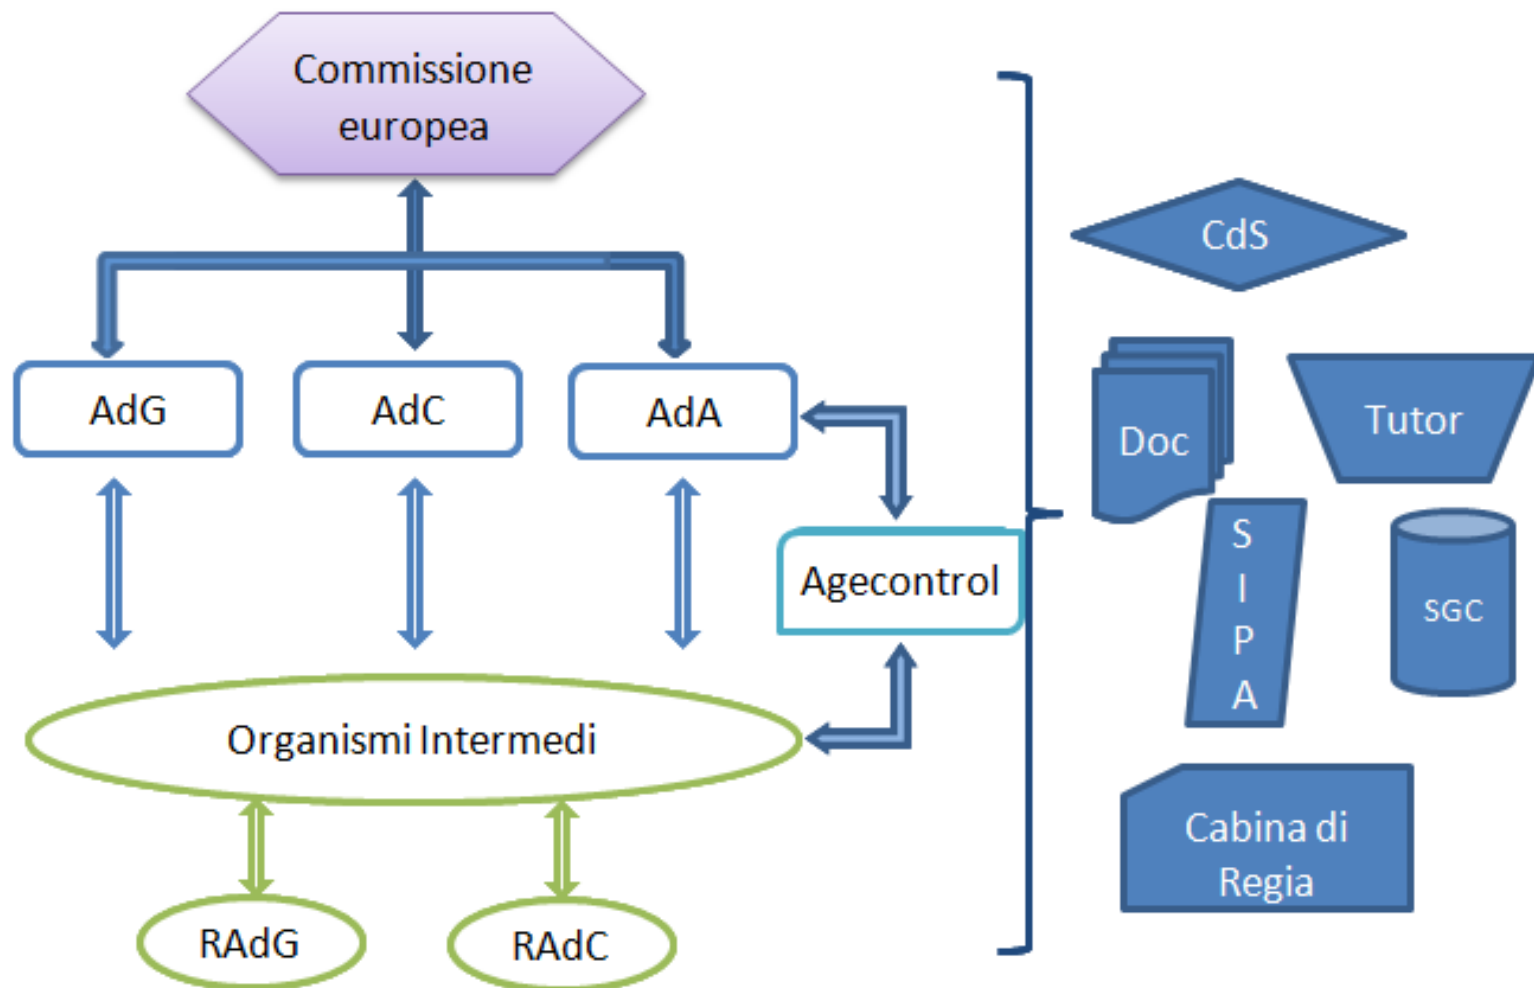 Commissione
europea
CdS
AdG
AdC
AdA
Doc
Tutor
Agecontrol
S
I
P
A
SGC
Organismi Intermedi
Cabina di
Regia
RAdG
RAdC